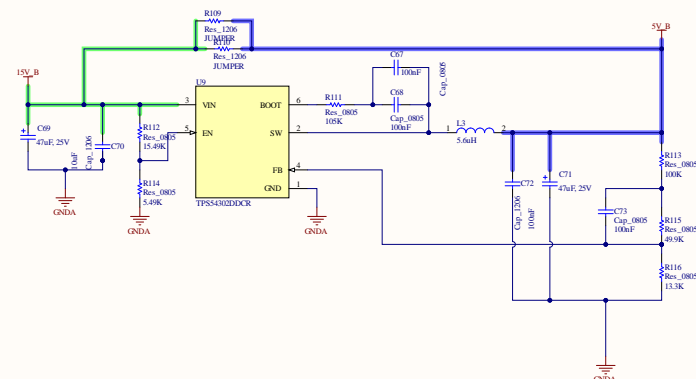 R109
Res_1206
JUMPER
R110
Res_1206
JUMPER
5V_B
15V_B
C69
47uF, 25V
10uF
Cap_1206
C70
R112
Res_0805
15.49K
R114
Res_0805
5.49K
GNDA
GNDA
U9
3 VIN
5 EN
BOOT 6
SW 2
FB 4
GND 1
TPS54302DDCR
GNDA
R111
Res_0805
105K
C67
100nF
Cap_0805
C68
Cap_0805
100nF
L3
1 2
5.6uH
C72
Cap_1206
100nF
C71
47uF, 25V
C73
Cap_0805
100nF
R113
Res_0805
100K
R115
Res_0805
49.9K
R116
Res_0805
13.3K
GNDA